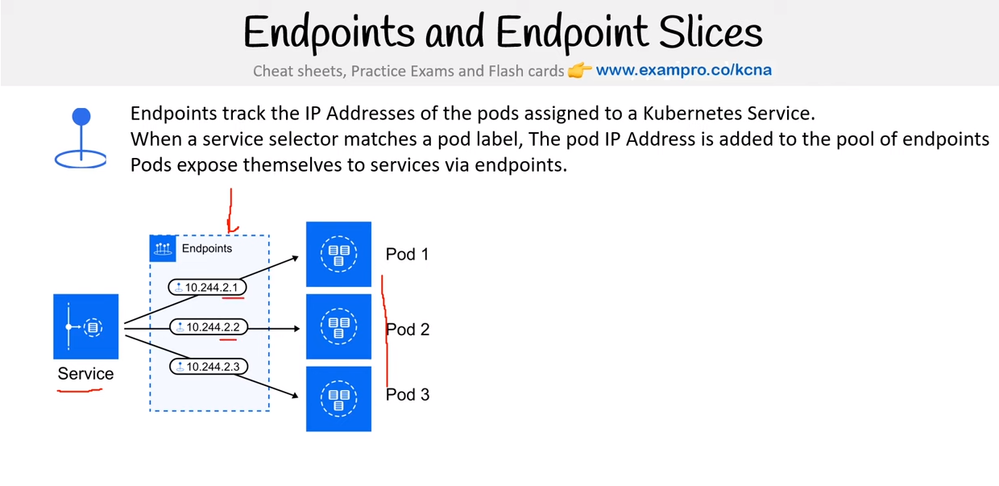 Endpoints and Endpoint Slices
Cheat sheets, Practice Exams and Flash cards 👉 www.exampro.co/kcna
Endpoints track the IP Addresses of the pods assigned to a Kubernetes Service.
When a service selector matches a pod label, The pod IP Address is added to the pool of endpoints
Pods expose themselves to services via endpoints.
Endpoints
Pod 1
10.244.2.1
10.244.2.2
Pod 2
10.244.2.3
Service
Pod 3